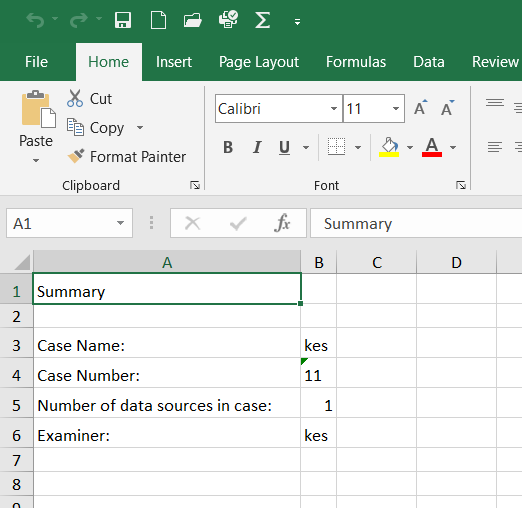 File Home Insert Page Layout Formulas Data Review
Cut
Copy
Format Painter
Paste
Clipboard
Calibri 11 A A
B I U A
Font
A1 fx Summary
A B C D
1 Summary
2
3 Case Name: kes
4 Case Number: 11
5 Number of data sources in case: 1
6 Examiner: kes
7
8